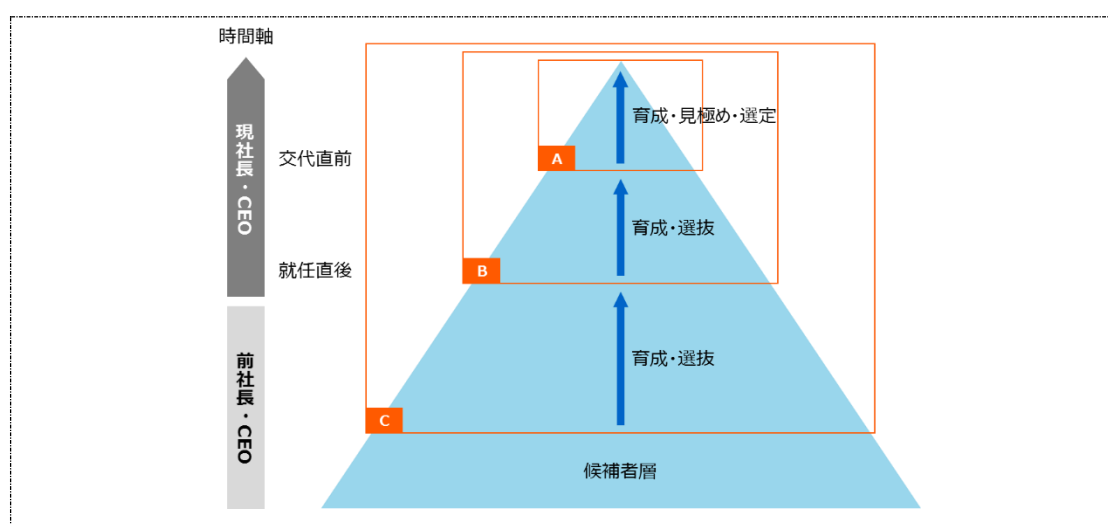 時間軸
現社長・CEO
交代直前
就任直後
前社長・CEO
育成・見極め・選定
A
育成・選抜
B
育成・選抜
C
候補者層